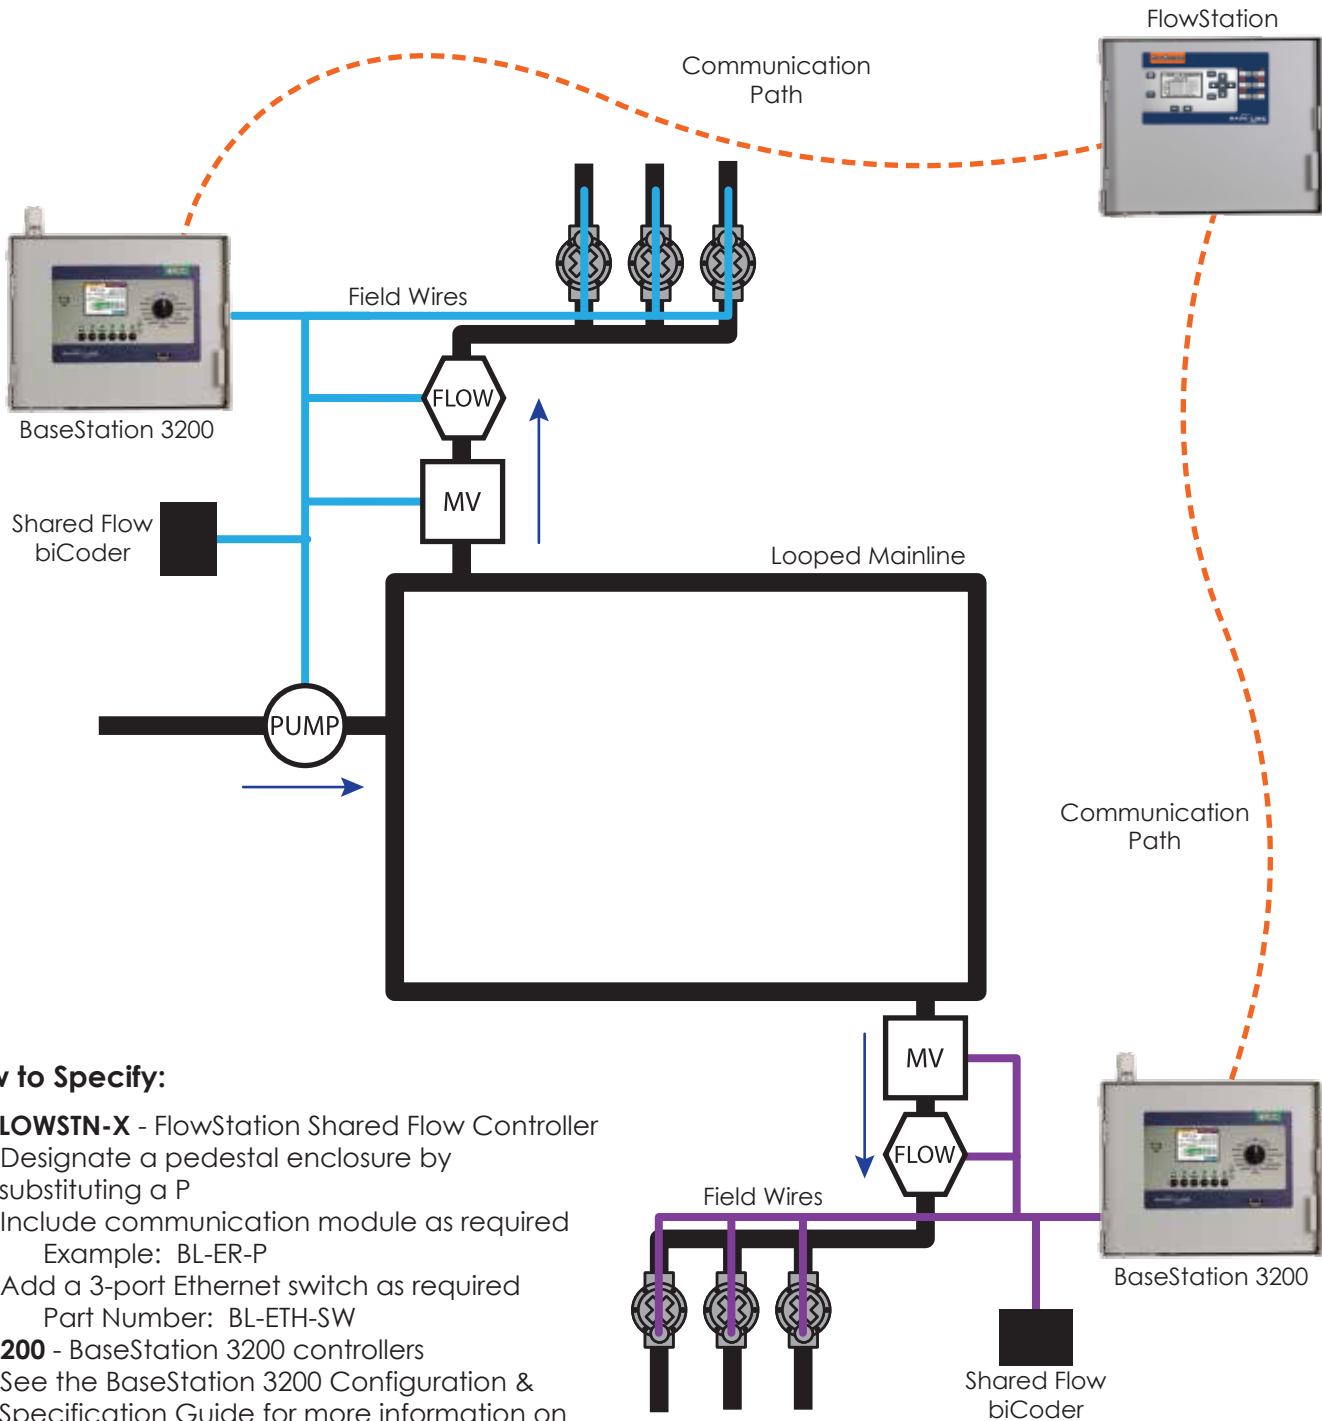 FlowStation
Communication
Path
Field Wires
BaseStation 3200
FLOW
MV
Shared Flow
biCoder
Looped Mainline
PUMP
Communication
Path
MV
FLOW
Field Wires
BaseStation 3200
Shared Flow
biCoder
to Specify:
LOWSTN-X - FlowStation Shared Flow Controller
Designate a pedestal enclosure by
substituting a P
Include communication module as required
Example: BL-ER-P
Add a 3-port Ethernet switch as required
Part Number: BL-ETH-SW
200 - BaseStation 3200 controllers
See the BaseStation 3200 Configuration &
Specification Guide for more information on